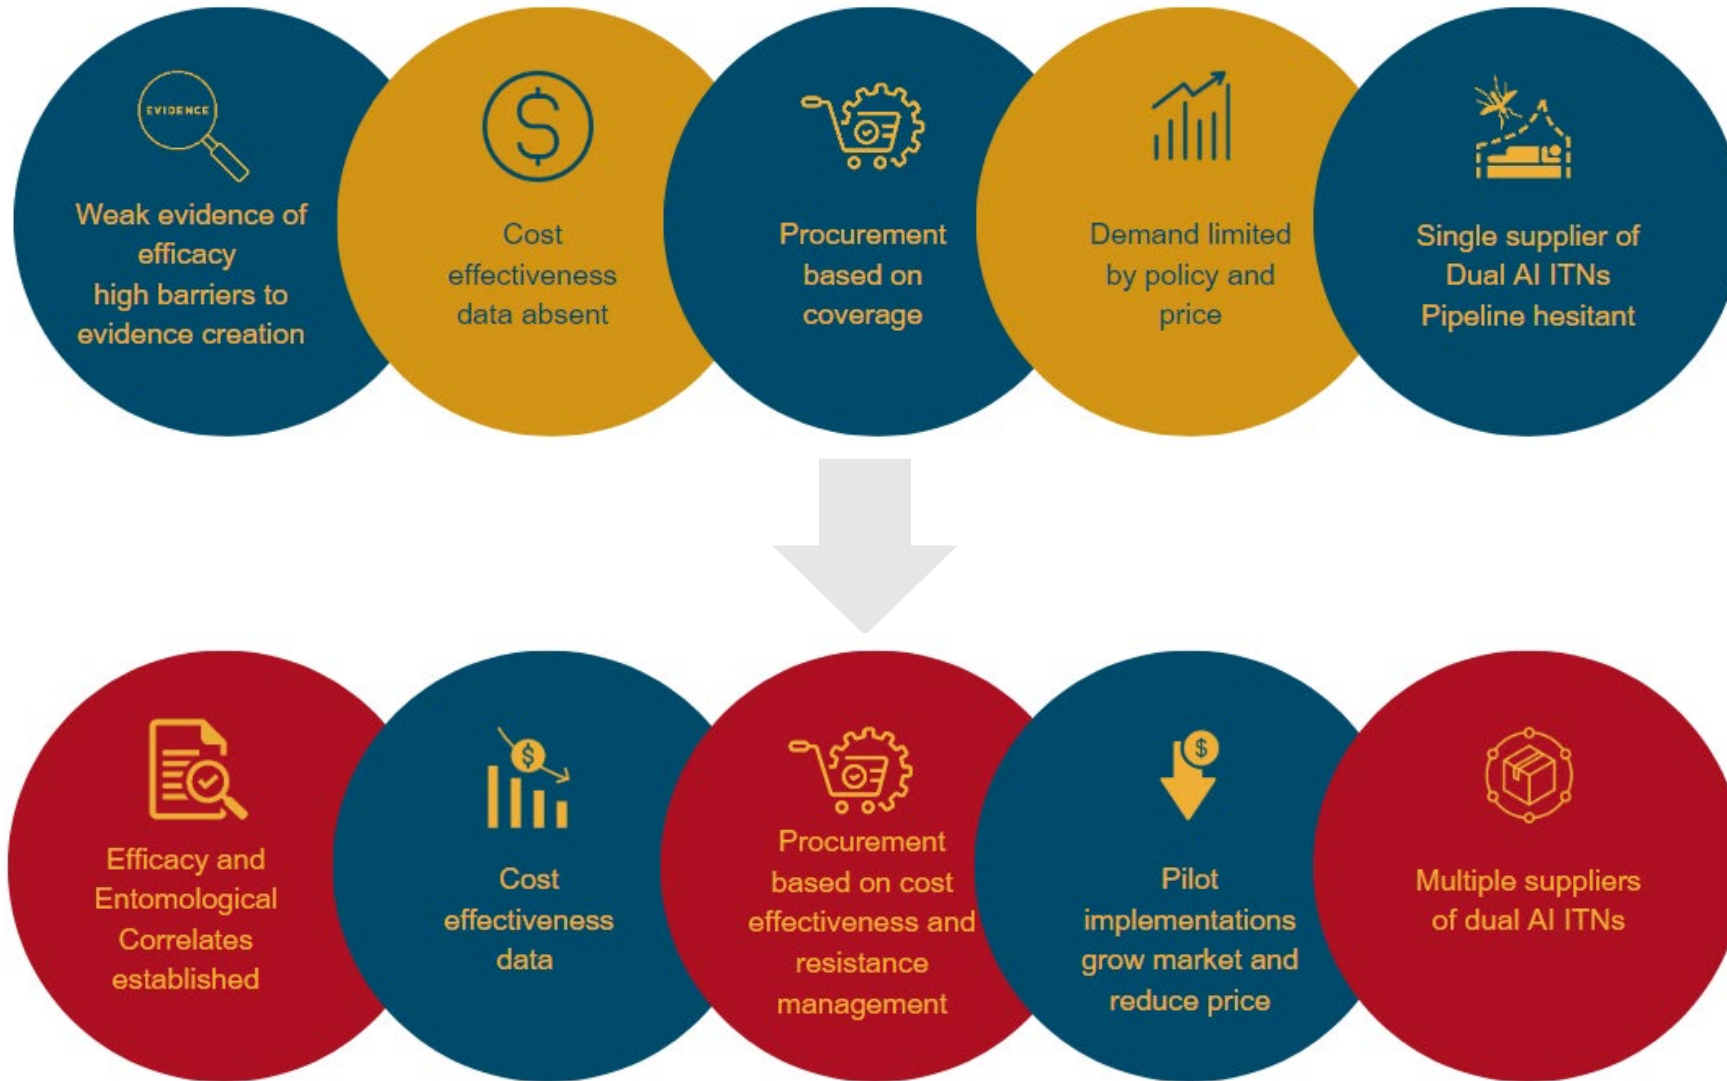 EVIDENCE
Weak evidence of
efficacy
high barriers to
evidence creation
$
Cost
effectiveness
data absent
Procurement
based on
coverage
Demand limited
by policy and
price
Single supplier of
Dual AI ITNs
Pipeline hesitant
Efficacy and
Entomological
Correlates
established
$
Cost
effectiveness
data
Procurement
based on cost
effectiveness and
resistance
management
$
Pilot
implementations
grow market and
reduce price
Multiple suppliers
of dual AI ITNs